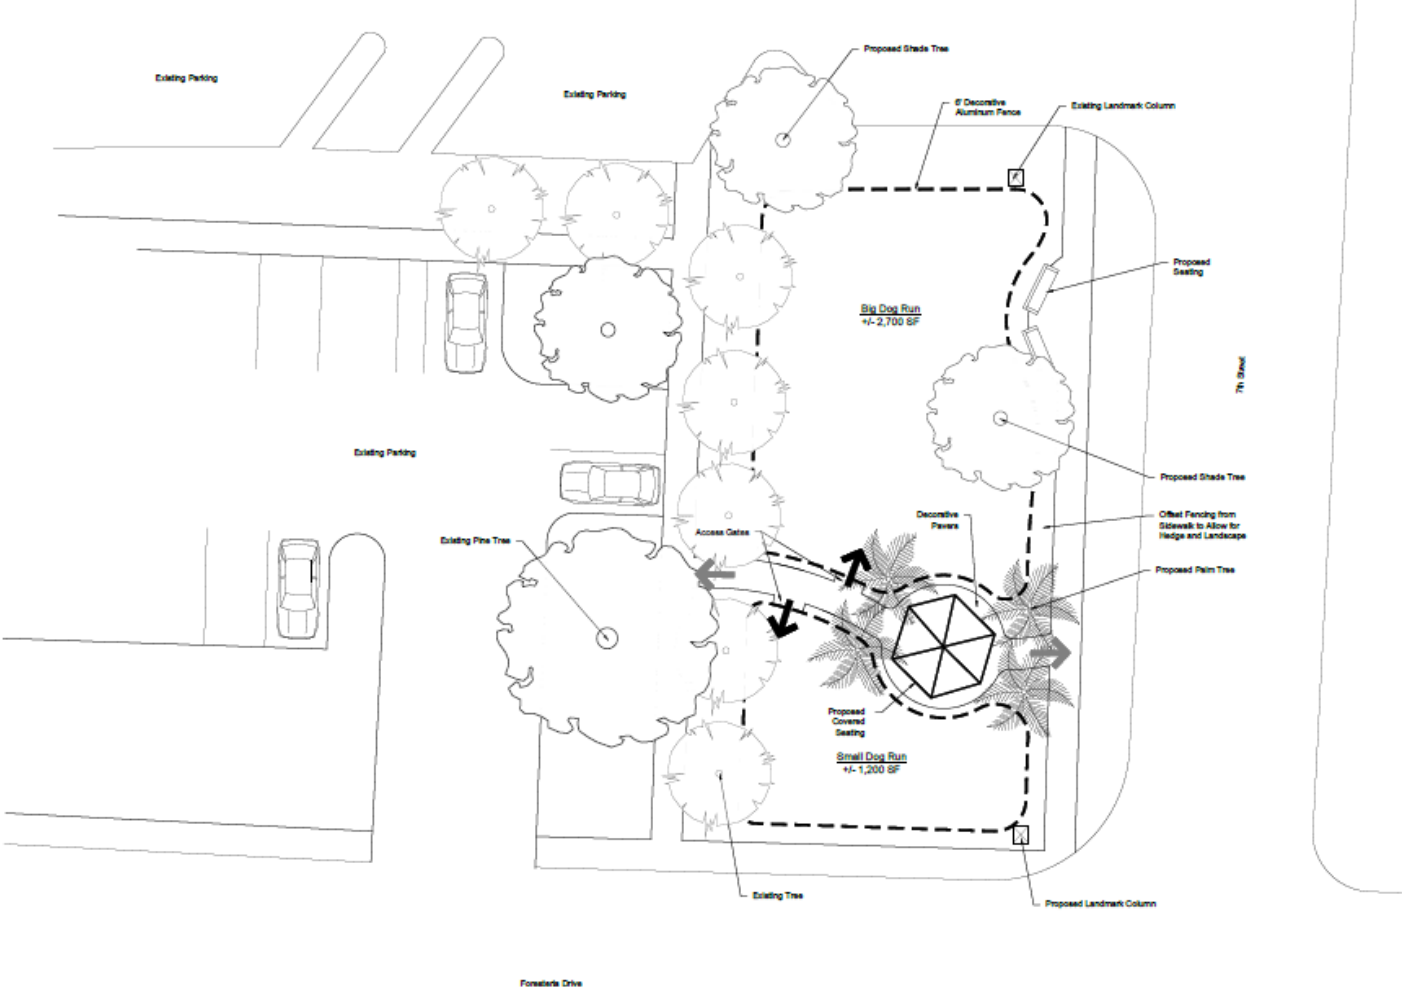 Proposed Shade Tree
Existing Parking
Existing Parking
6' Decorative
Aluminum Fence
Existing Landmark Column
Proposed
Seating
Big Dog Run
+/- 2,700 SF
7th Street
Existing Parking
Proposed Shade Tree
Decorative
Pavers
Offset Fencing from
Sidewalk to Allow for
Hedge and Landscape
Access Gates
Existing Pine Tree
Proposed Palm Tree
Proposed
Covered
Seating
Small Dog Run
+/- 1,200 SF
Existing Tree
Proposed Landmark Column
Foresteria Drive